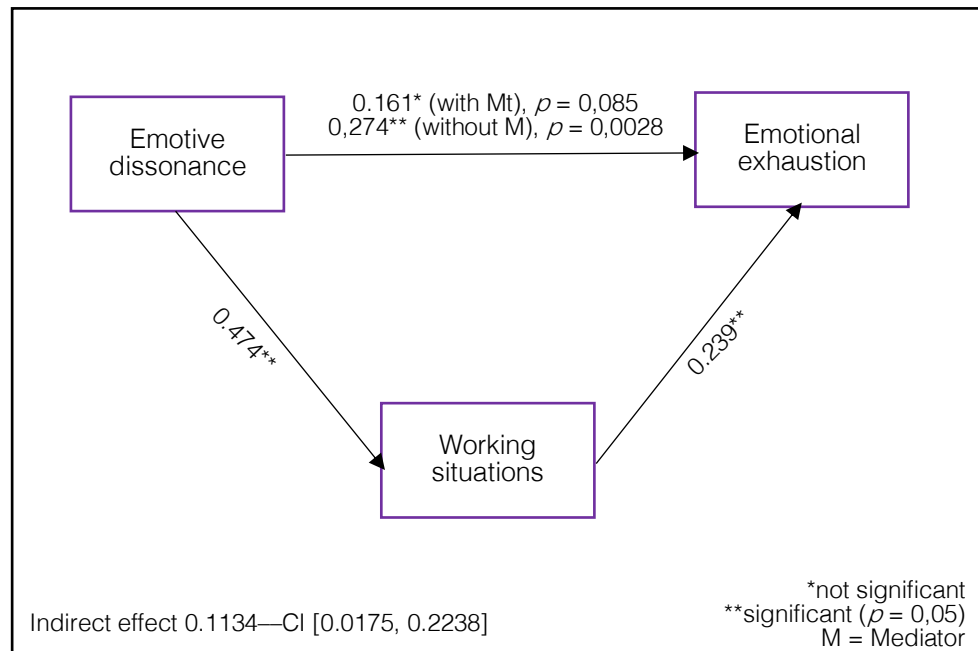 0.161* (with Mt), p = 0,085
0,274** (without M), p = 0,0028
Emotive
dissonance
Emotional
exhaustion
0.474**
0.239**
Working
situations
*not significant
**significant (p = 0,05)
M = Mediator
Indirect effect 0.1134—CI [0.0175, 0.2238]